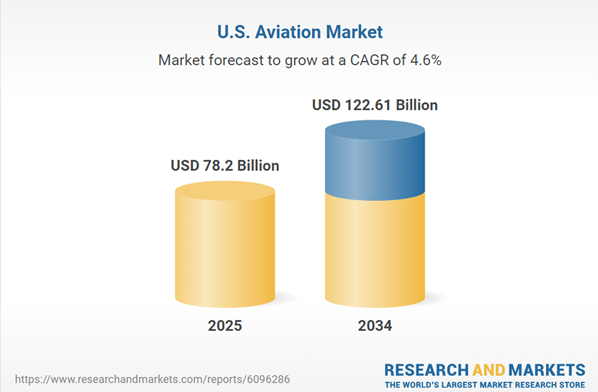 U.S. Aviation Market
Market forecast to grow at a CAGR of 4.6%
USD 122.61 Billion
USD 78.2 Billion
2025
2034
https://www.researchandmarkets.com/reports/6096286
RESEARCH AND MARKETS
THE WORLD'S LARGEST MARKET RESEARCH STORE